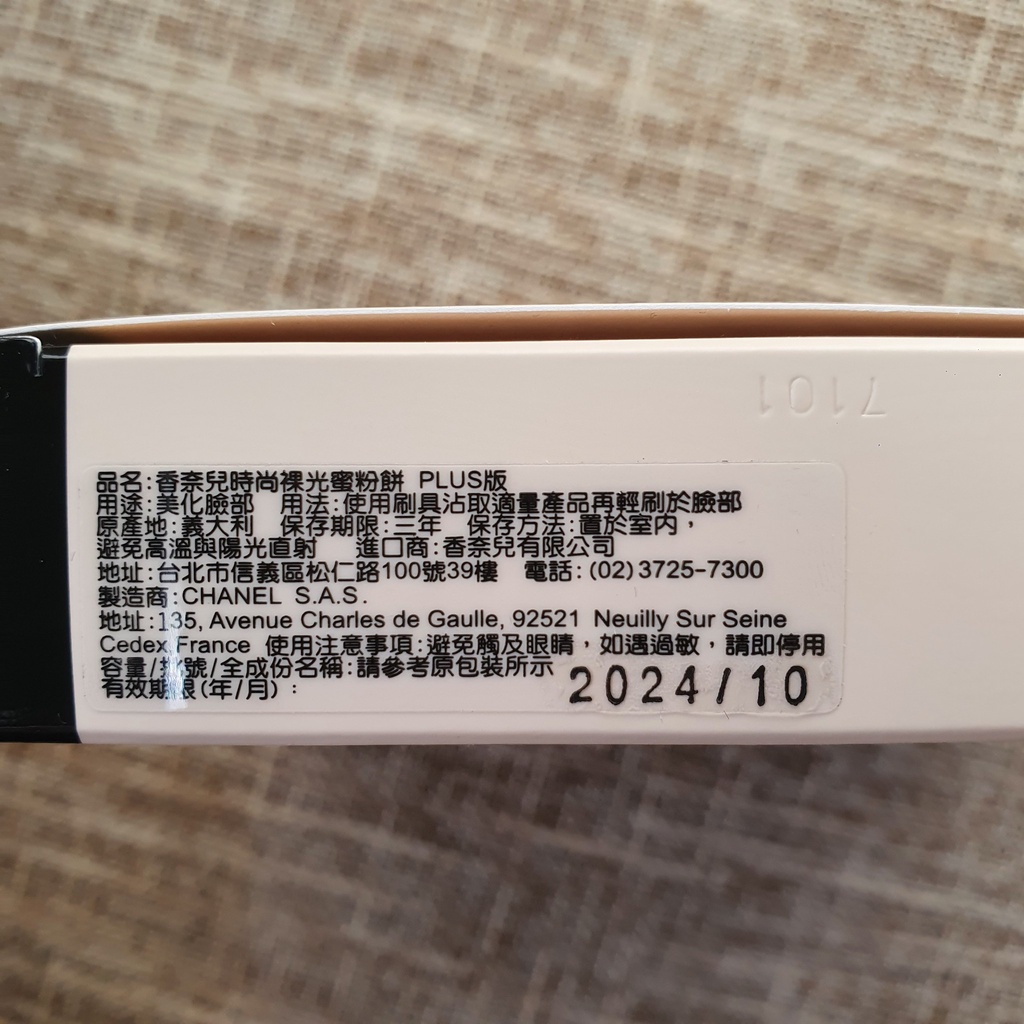 7101
品名:香奈兒時尚裸光蜜粉餅 PLUS版
用途:美化臉部 用法:使用刷具沾取適量產品再輕刷於臉部
原產地:義大利 保存期限:三年 保存方法:置於室內，
避免高溫與陽光直射 進口商:香奈兒有限公司
地址:台北市信義區松仁路100號39樓 電話:(02)3725-7300
製造商:CHANEL S.A.S.
地址:135, Avenue Charles de Gaulle, 92521 Neuilly Sur Seine
Cedex France 使用注意事項:避免觸及眼睛，如遇過敏，請即停用
容量/批號/全成份名稱:請參考原包裝所示
有效期限(年/月): 2024/10